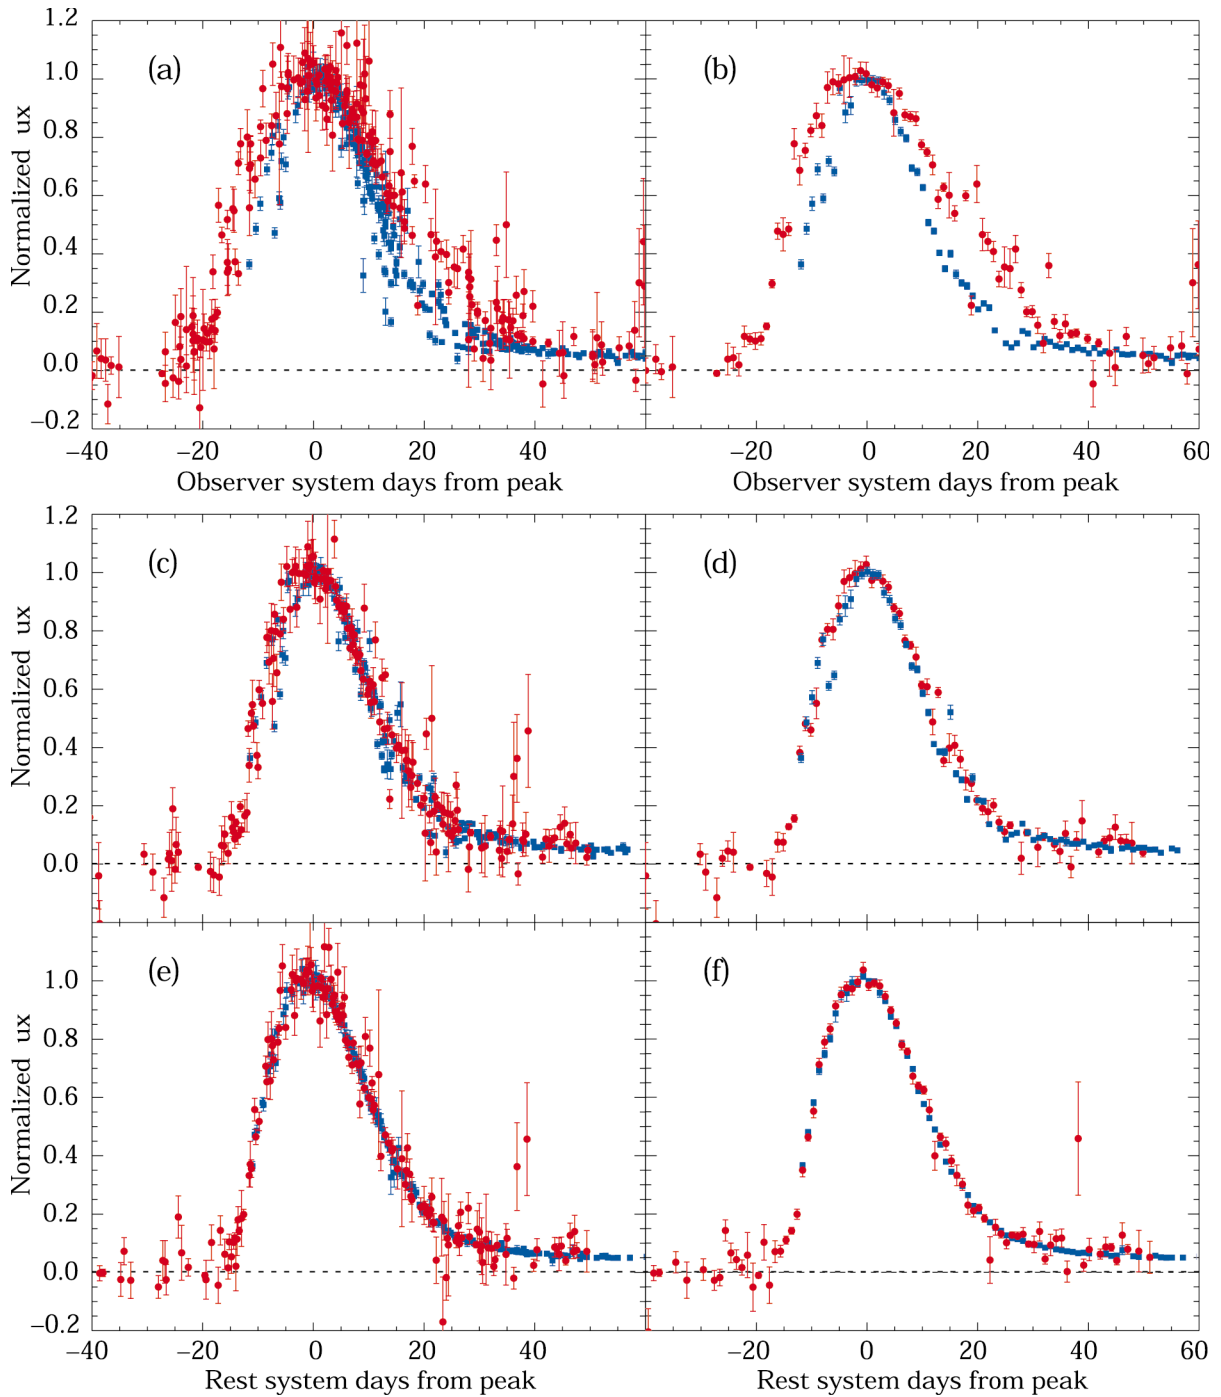 1.2
1.0
0.8
0.6
0.4
0.2
0.0
−0.2
Normalized ux
(a)
(b)
−40 −20 0 20 40 −20 0 20 40 60
Observer system days from peak Observer system days from peak
1.2
1.0
0.8
0.6
0.4
0.2
0.0
Normalized ux
(c)
(d)
1.0
0.8
0.6
0.4
0.2
0.0
−0.2
Normalized ux
(e)
(f)
−40 −20 0 20 40 −20 0 20 40 60
Rest system days from peak Rest system days from peak